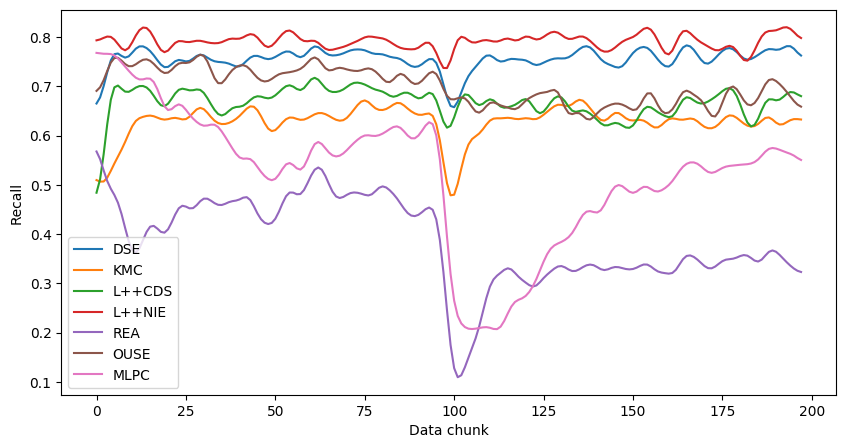 0.8
0.7
0.6
0.5
0.4
0.3
0.2
0.1
Recall
DSE
KMC
L++CDS
L++NIE
REA
OUSE
MLPC
0 25 50 75 100 125 150 175 200
Data chunk